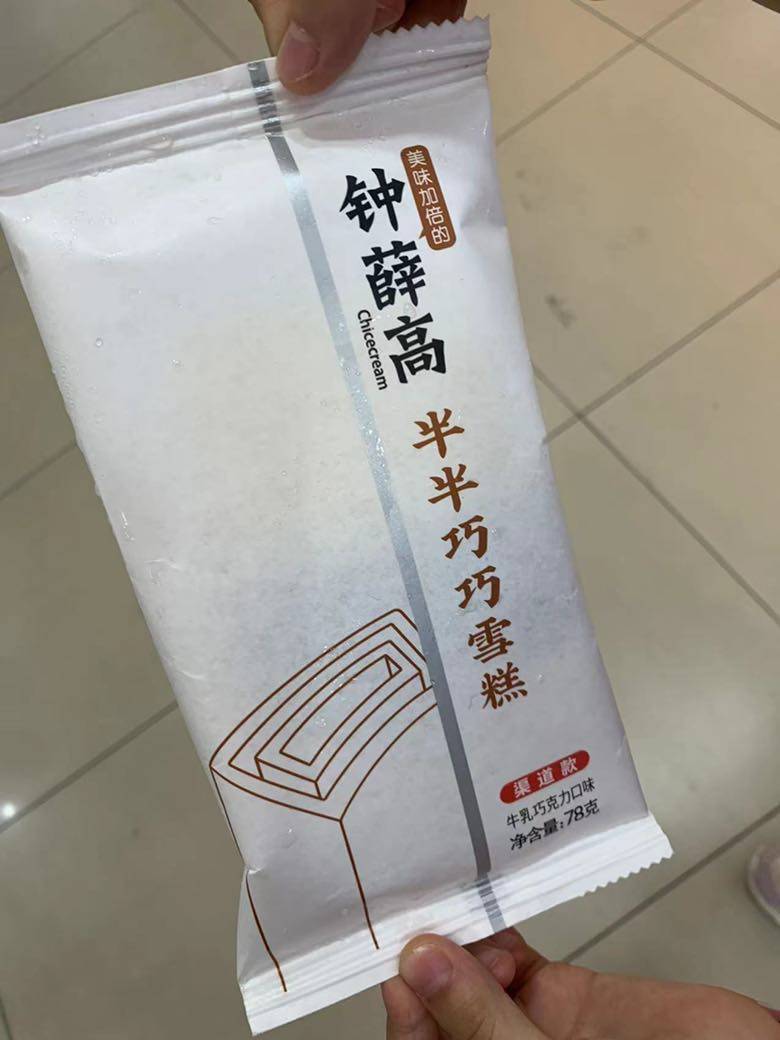 美味加倍的
钟薛高
Chicecream
半半巧巧雪糕
渠道款
牛乳巧克力口味
净含量:78克